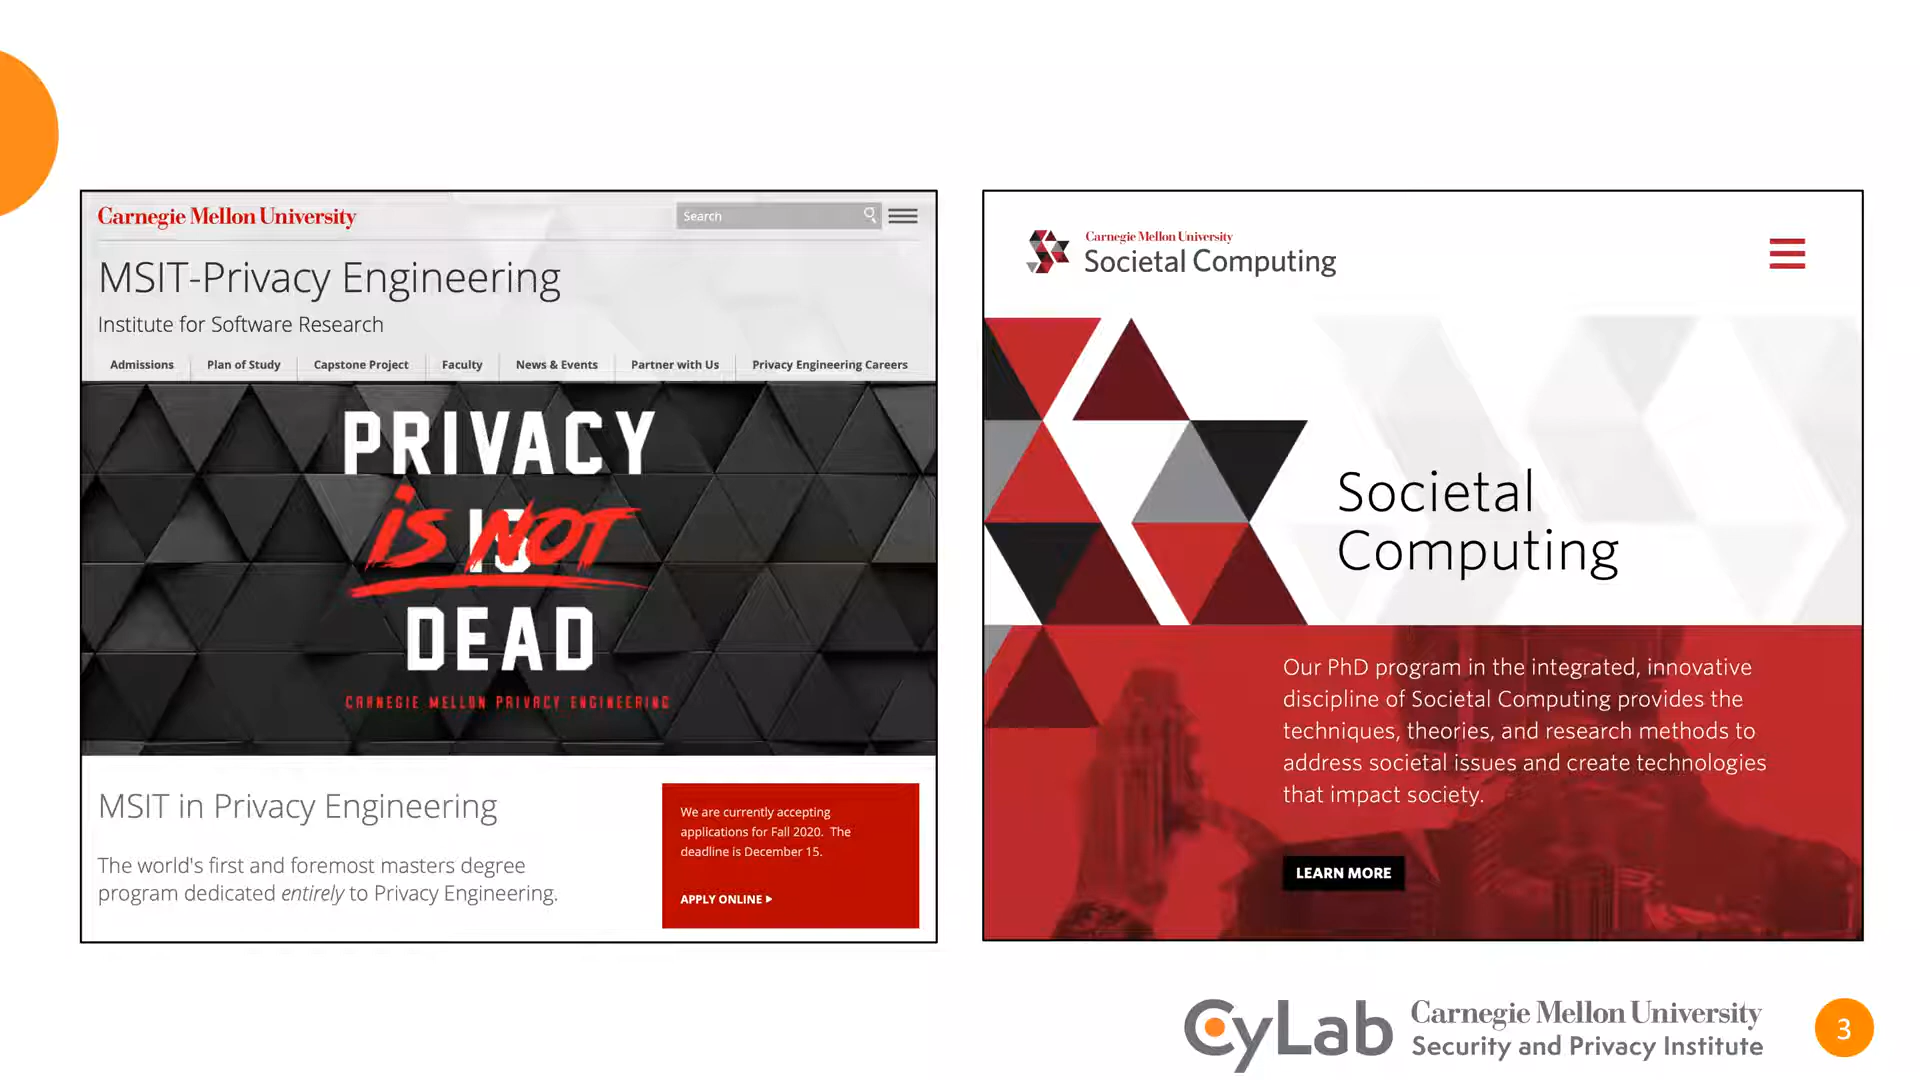 Carnegie Mellon University
Search
MSIT-Privacy Engineering
Institute for Software Research
Admissions
Plan of Study
Capstone Project
Faculty
News & Events
Partner with Us
Privacy Engineering Careers
PRIVACY
IS
is NOT
DEAD
CARNEGIE MELLON PRIVACY ENGINEERING
MSIT in Privacy Engineering
The world's first and foremost masters degree
program dedicated entirely to Privacy Engineering.
We are currently accepting
applications for Fall 2020. The
deadline is December 15.
APPLY ONLINE
Carnegie Mellon University
Societal Computing
Societal
Computing
Our PhD program in the integrated, innovative
discipline of Societal Computing provides the
techniques, theories, and research methods to
address societal issues and create technologies
that impact society.
LEARN MORE
CyLab
Carnegie Mellon University
Security and Privacy Institute
3